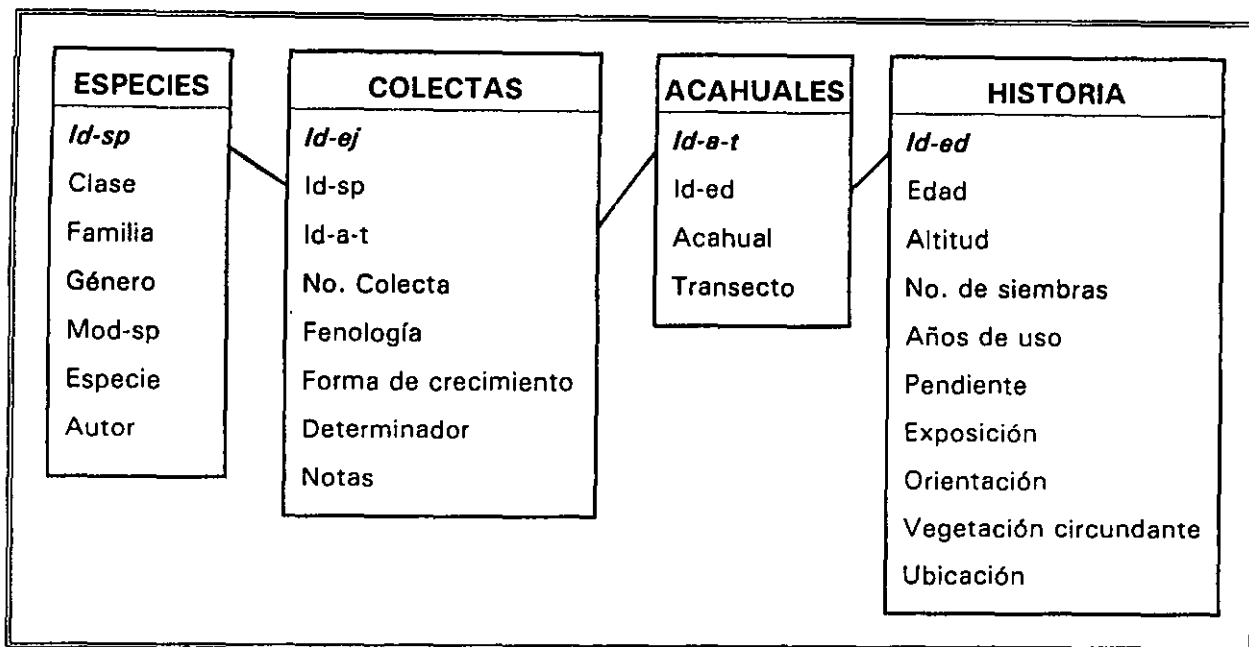 ESPECIES
Id-sp
Clase
Familia
Género
Mod-sp
Especie
Autor
COLECTAS
Id-ej
Id-sp
Id-a-t
No. Colecta
Fenología
Forma de crecimiento
Determinador
Notas
ACAHUALES
Id-a-t
Id-ed
Acahual
Transecto
HISTORIA
Id-ed
Edad
Altitud
No. de siembras
Años de uso
Pendiente
Exposición
Orientación
Vegetación circundante
Ubicación